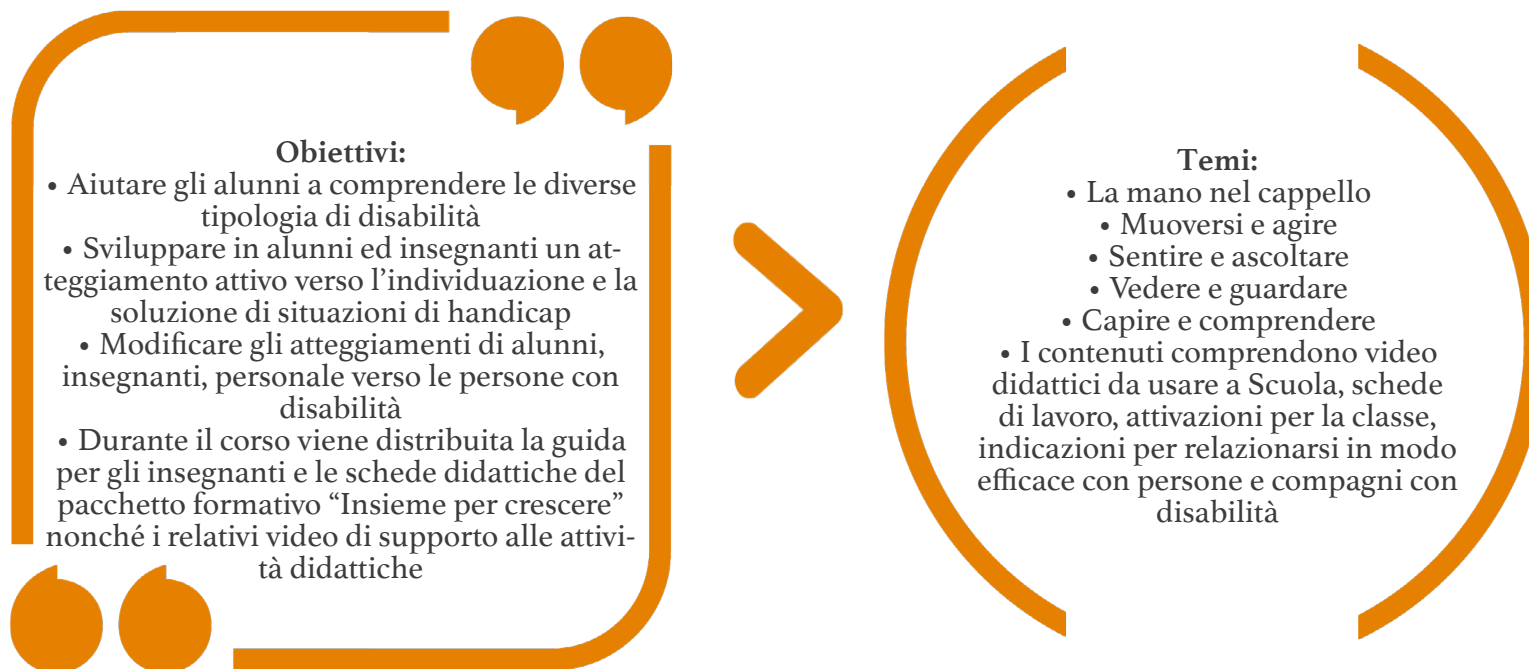 Obiettivi:
• Aiutare gli alunni a comprendere le diverse
tipologia di disabilità
• Sviluppare in alunni ed insegnanti un at-
teggiamento attivo verso l'individuazione e la
soluzione di situazioni di handicap
• Modificare gli atteggiamenti di alunni,
insegnanti, personale verso le persone con
disabilità
• Durante il corso viene distribuita la guida
per gli insegnanti e le schede didattiche del
pacchetto formativo “Insieme per crescere”
nonché i relativi video di supporto alle attivi-
tà didattiche
Temi:
• La mano nel cappello
• Muoversi e agire
• Sentire e ascoltare
• Vedere e guardare
• Capire e comprendere
• I contenuti comprendono video
didattici da usare a Scuola, schede
di lavoro, attivazioni per la classe,
indicazioni per relazionarsi in modo
efficace con persone e compagni con
disabilità